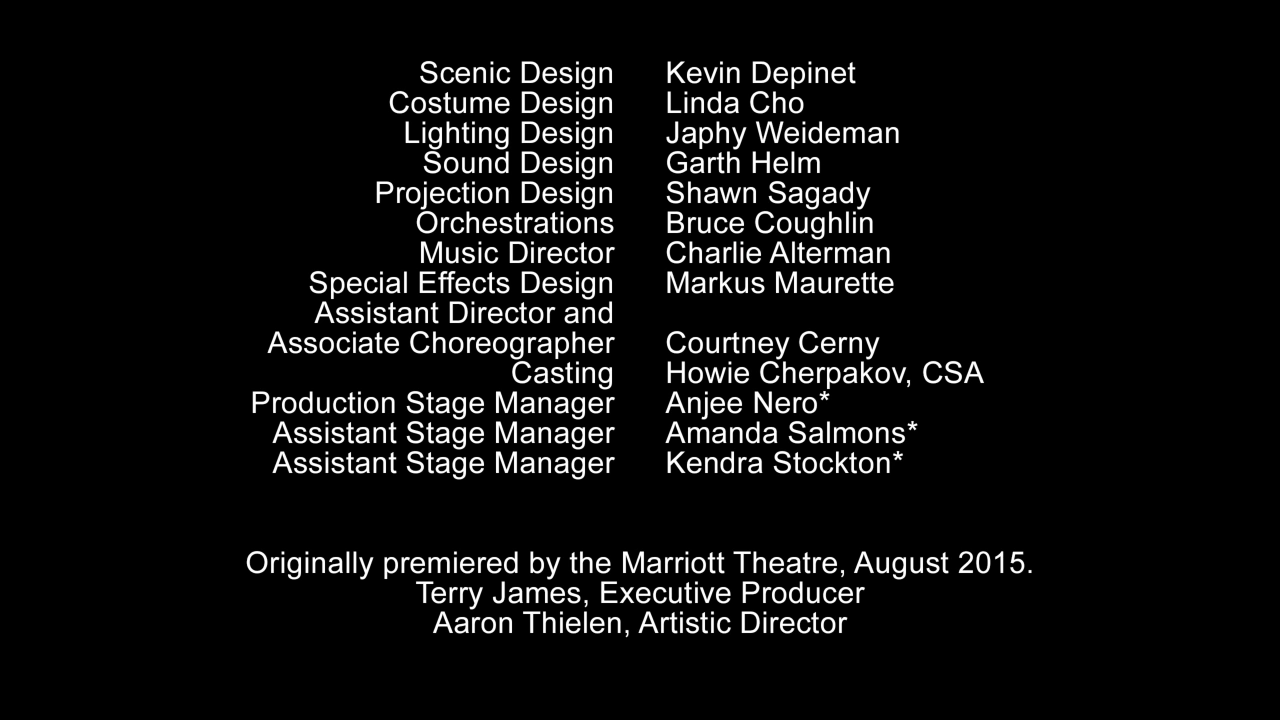 Scenic Design Kevin Depinet
Costume Design Linda Cho
Lighting Design Japhy Weideman
Sound Design Garth Helm
Projection Design Shawn Sagady
Orchestrations Bruce Coughlin
Music Director Charlie Alterman
Special Effects Design Markus Maurette
Assistant Director and
Associate Choreographer Courtney Cerny
Casting Howie Cherpakov, CSA
Production Stage Manager Anjee Nero*
Assistant Stage Manager Amanda Salmons*
Assistant Stage Manager Kendra Stockton*
Originally premiered by the Marriott Theatre, August 2015.
Terry James, Executive Producer
Aaron Thielen, Artistic Director